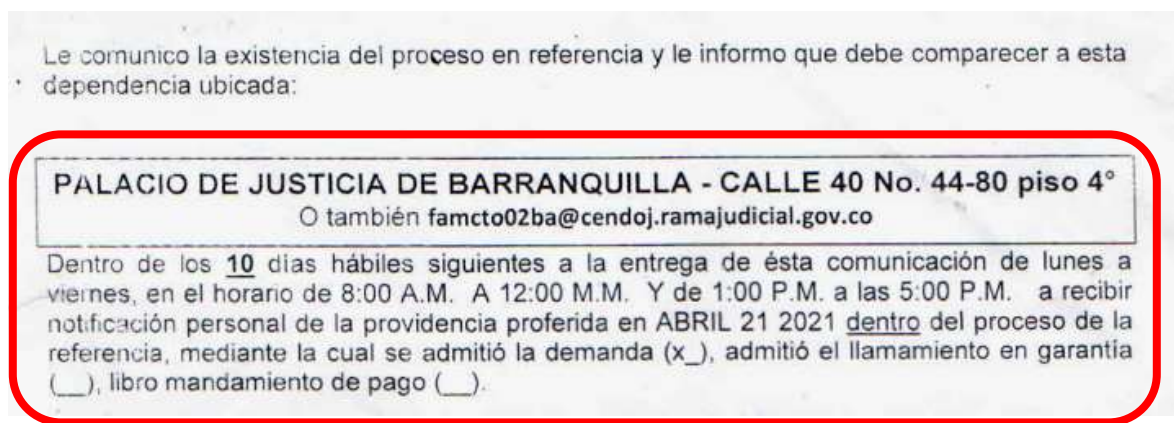 Le comunico la existencia del proceso en referencia y le informo que debe comparecer a esta
dependencia ubicada:
PALACIO DE JUSTICIA DE BARRANQUILLA - CALLE 40 No. 44-80 piso 4°
O también famcto02ba@cendoj.ramajudicial.gov.co
Dentro de los 10 dias hábiles siguientes a la entrega de ésta comunicación de lunes a
viernes, en el horario de 8:00 A.M. A 12:00 M.M. Y de 1:00 P.M. a las 5:00 P.M. a recibir
notificación personal de la providencia proferida en ABRIL 21 2021 dentro del proceso de la
referencia, mediante la cual se admitió la demanda (x_), admitió el llamamiento en garantía
(__), libro mandamiento de pago (__).